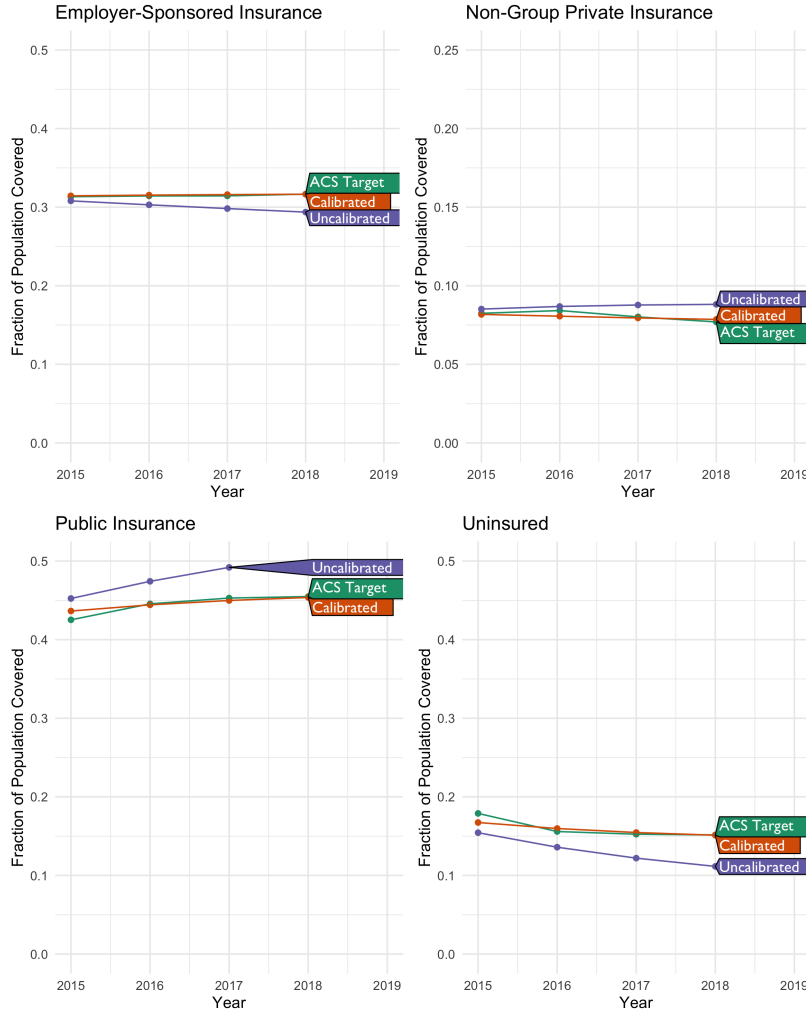 Employer-Sponsored Insurance
Fraction of Population Covered
0.5
0.4
0.3
0.2
0.1
0.0
ACS Target
Calibrated
Uncalibrated
2015 2016 2017 2018 2019
Year
Non-Group Private Insurance
Fraction of Population Covered
0.25
0.20
0.15
0.10
0.05
0.00
Uncalibrated
Calibrated
ACS Target
2015 2016 2017 2018 2019
Year
Public Insurance
Fraction of Population Covered
0.5
0.4
0.3
0.2
0.1
0.0
Uncalibrated
ACS Target
Calibrated
2015 2016 2017 2018 2019
Year
Uninsured
Fraction of Population Covered
0.5
0.4
0.3
0.2
0.1
0.0
ACS Target
Calibrated
Uncalibrated
2015 2016 2017 2018 2019
Year